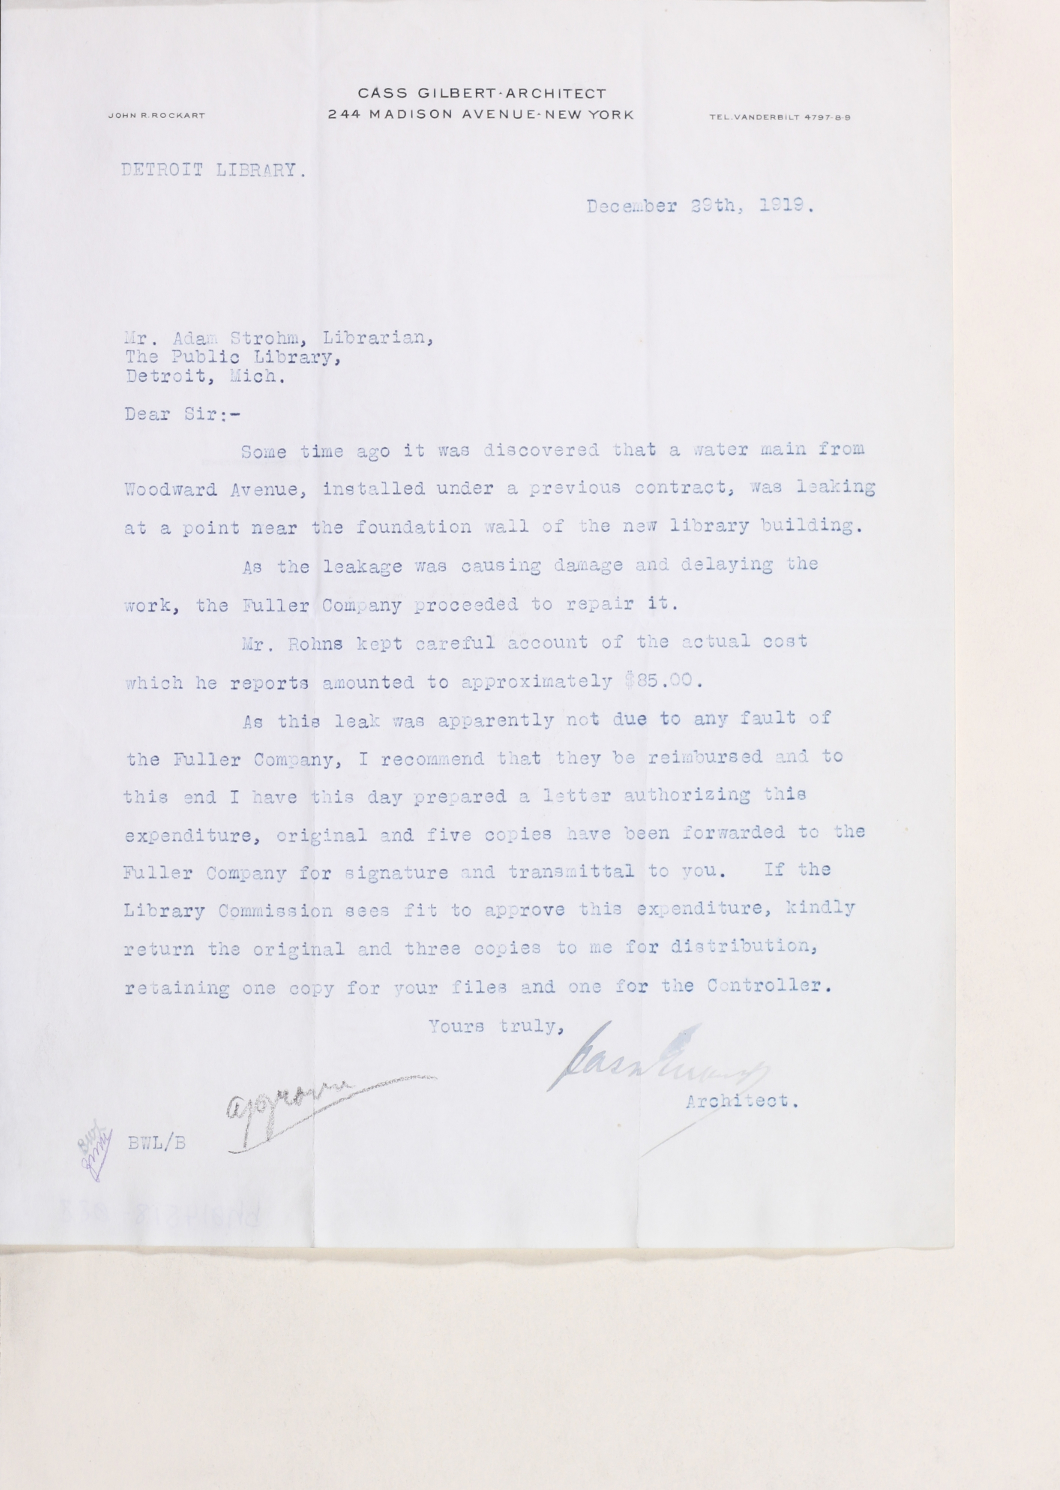 CASS GILBERT-ARCHITECT
JOHN R. ROCKART 244 MADISON AVENUE-NEW YORK TEL. VANDERBILT 4797-8-9
DETROIT LIBRARY.
December 29th, 1919.
Mr. Adam Strohm, Librarian,
The Public Library,
Detroit, Mich.
Dear Sir:-
Some time ago it was discovered that a water main from
Woodward Avenue, installed under a previous contract, was leaking
at a point near the foundation wall of the new library building.
As the leakage was causing damage and delaying the
work, the Fuller Company proceeded to repair it.
Mr. Rohns kept careful account of the actual cost
which he reports amounted to approximately $85.00.
As this leak was apparently not due to any fault of
the Fuller Company, I recommend that they be reimbursed and to
this end I have this day prepared a letter authorizing this
expenditure, original and five copies have been forwarded to the
Fuller Company for signature and transmittal to you. If the
Library Commission sees fit to approve this expenditure, kindly
return the original and three copies to me for distribution,
retaining one copy for your files and one for the Controller.
Yours truly,
Cass Gilbert
Architect.
approve
BWL/B